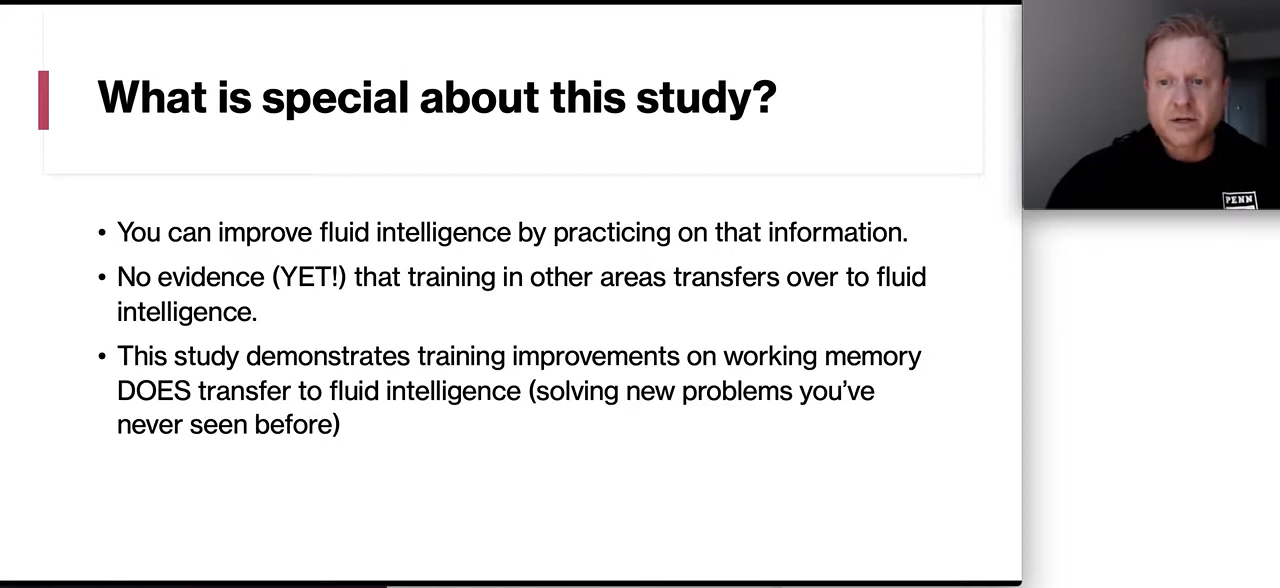 What is special about this study?
• You can improve fluid intelligence by practicing on that information.
• No evidence (YET!) that training in other areas transfers over to fluid
intelligence.
• This study demonstrates training improvements on working memory
DOES transfer to fluid intelligence (solving new problems you’ve
never seen before)
PENN